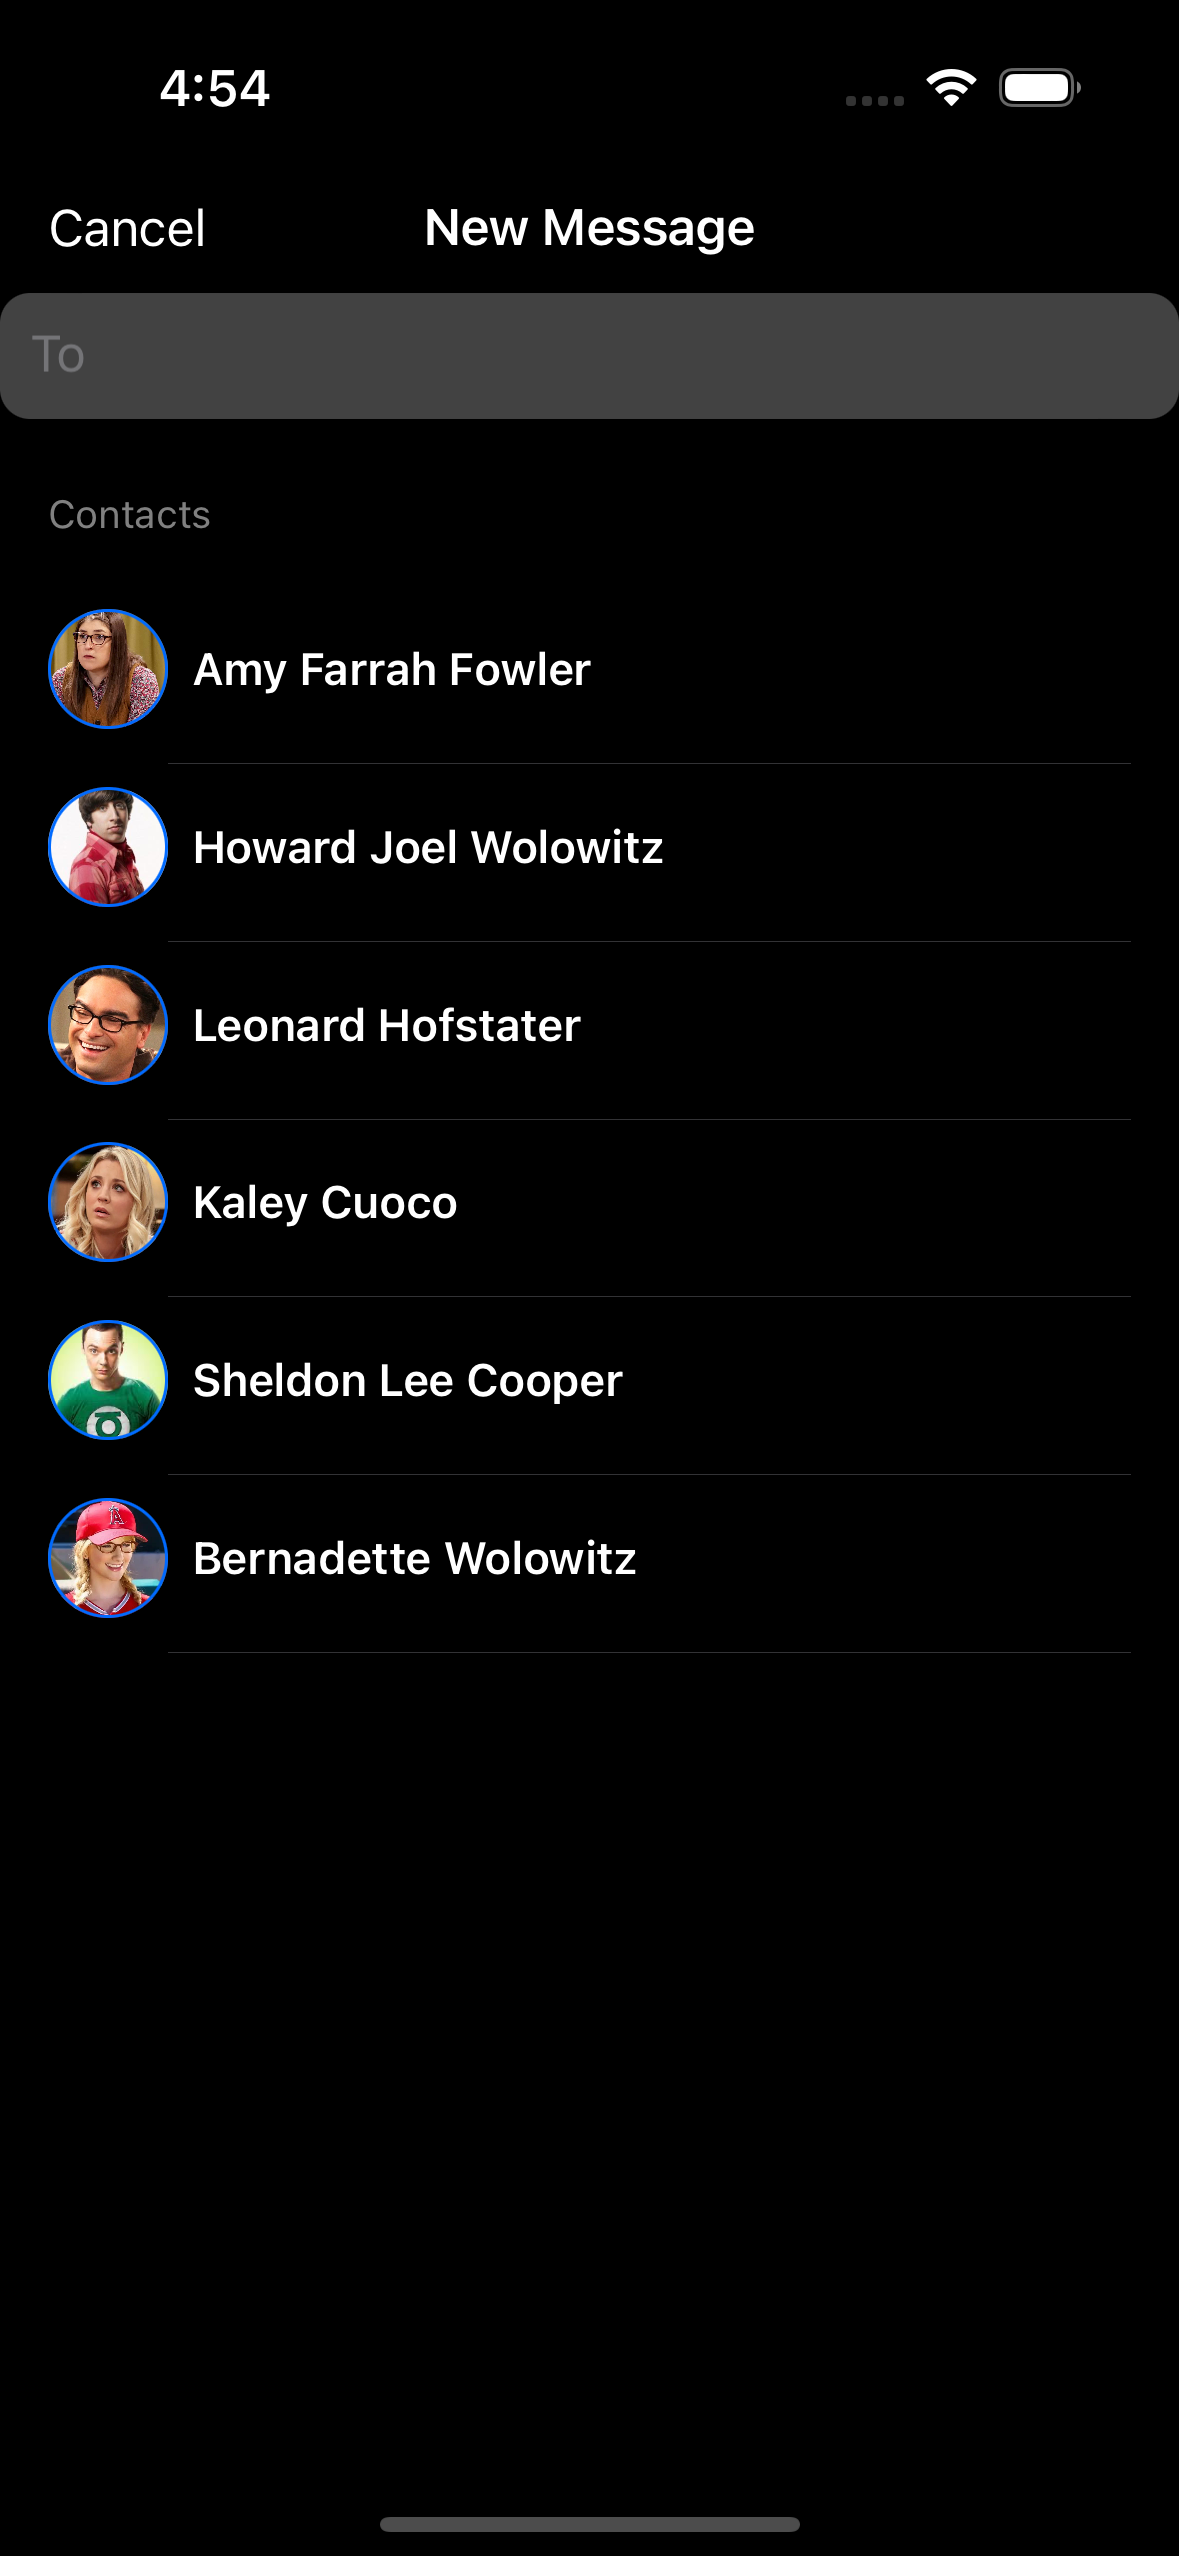 4:54
Cancel
New Message
To
Contacts
Amy Farrah Fowler
Howard Joel Wolowitz
Leonard Hofstater
Kaley Cuoco
Sheldon Lee Cooper
A
Bernadette Wolowitz